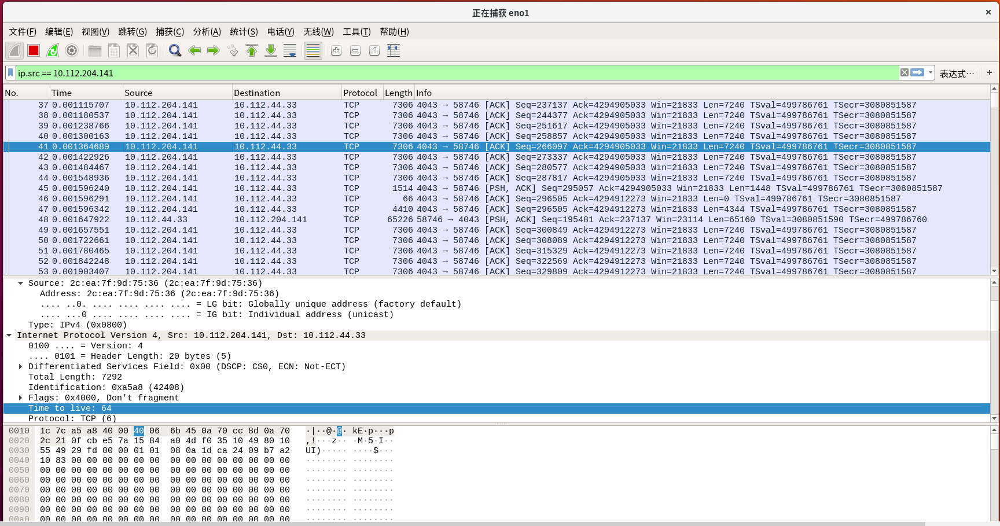 正在捕获 eno1
文件(F) 编辑(E) 视图(V) 跳转(G) 捕获(C) 分析(A) 统计(S) 电话(Y) 无线(W) 工具(T) 帮助(H)
ip.src == 10.112.204.141 表达式… +
No. Time Source Destination Protocol Length Info
37 0.001115707 10.112.204.141 10.112.44.33 TCP 7306 4043 → 58746 [ACK] Seq=237137 Ack=4294905033 Win=21833 Len=7240 TSval=499786761 TSecr=3080851587
38 0.001180537 10.112.204.141 10.112.44.33 TCP 7306 4043 → 58746 [ACK] Seq=244377 Ack=4294905033 Win=21833 Len=7240 TSval=499786761 TSecr=3080851587
39 0.001238766 10.112.204.141 10.112.44.33 TCP 7306 4043 → 58746 [ACK] Seq=251617 Ack=4294905033 Win=21833 Len=7240 TSval=499786761 TSecr=3080851587
40 0.001300163 10.112.204.141 10.112.44.33 TCP 7306 4043 → 58746 [ACK] Seq=258857 Ack=4294905033 Win=21833 Len=7240 TSval=499786761 TSecr=3080851587
41 0.001364689 10.112.204.141 10.112.44.33 TCP 7306 4043 → 58746 [ACK] Seq=266097 Ack=4294905033 Win=21833 Len=7240 TSval=499786761 TSecr=3080851587
42 0.001422926 10.112.204.141 10.112.44.33 TCP 7306 4043 → 58746 [ACK] Seq=273337 Ack=4294905033 Win=21833 Len=7240 TSval=499786761 TSecr=3080851587
43 0.001484467 10.112.204.141 10.112.44.33 TCP 7306 4043 → 58746 [ACK] Seq=280577 Ack=4294905033 Win=21833 Len=7240 TSval=499786761 TSecr=3080851587
44 0.001548936 10.112.204.141 10.112.44.33 TCP 7306 4043 → 58746 [ACK] Seq=287817 Ack=4294905033 Win=21833 Len=7240 TSval=499786761 TSecr=3080851587
45 0.001596240 10.112.204.141 10.112.44.33 TCP 1514 4043 → 58746 [PSH, ACK] Seq=295057 Ack=4294905033 Win=21833 Len=1448 TSval=499786761 TSecr=3080851587
46 0.001596291 10.112.204.141 10.112.44.33 TCP 66 4043 → 58746 [ACK] Seq=296505 Ack=4294912273 Win=21833 Len=0 TSval=499786761 TSecr=3080851587
47 0.001596342 10.112.204.141 10.112.44.33 TCP 4410 4043 → 58746 [ACK] Seq=296505 Ack=4294912273 Win=21833 Len=4344 TSval=499786761 TSecr=3080851587
48 0.001647922 10.112.44.33 10.112.204.141 TCP 65226 58746 → 4043 [PSH, ACK] Seq=195481 Ack=237137 Win=23114 Len=65160 TSval=3080851590 TSecr=499786760
49 0.001657551 10.112.204.141 10.112.44.33 TCP 7306 4043 → 58746 [ACK] Seq=300849 Ack=4294912273 Win=21833 Len=7240 TSval=499786761 TSecr=3080851587
50 0.001722661 10.112.204.141 10.112.44.33 TCP 7306 4043 → 58746 [ACK] Seq=308089 Ack=4294912273 Win=21833 Len=7240 TSval=499786761 TSecr=3080851587
51 0.001780465 10.112.204.141 10.112.44.33 TCP 7306 4043 → 58746 [ACK] Seq=315329 Ack=4294912273 Win=21833 Len=7240 TSval=499786761 TSecr=3080851587
52 0.001842248 10.112.204.141 10.112.44.33 TCP 7306 4043 → 58746 [ACK] Seq=322569 Ack=4294912273 Win=21833 Len=7240 TSval=499786761 TSecr=3080851587
53 0.001903407 10.112.204.141 10.112.44.33 TCP 7306 4043 → 58746 [ACK] Seq=329809 Ack=4294912273 Win=21833 Len=7240 TSval=499786761 TSecr=3080851587
Source: 2c:ea:7f:9d:75:36 (2c:ea:7f:9d:75:36)
Address: 2c:ea:7f:9d:75:36 (2c:ea:7f:9d:75:36)
.... ..0. .... .... .... .... = LG bit: Globally unique address (factory default)
.... ...0 .... .... .... .... = IG bit: Individual address (unicast)
Type: IPv4 (0x0800)
Internet Protocol Version 4, Src: 10.112.204.141, Dst: 10.112.44.33
0100 .... = Version: 4
.... 0101 = Header Length: 20 bytes (5)
Differentiated Services Field: 0x00 (DSCP: CS0, ECN: Not-ECT)
Total Length: 7292
Identification: 0xa5a8 (42408)
Flags: 0x4000, Don't fragment
Time to live: 64
Protocol: TCP (6)
0010 1c 7c a5 a8 40 00 40 06 6b 45 0a 70 cc 8d 0a 70 ·|··@·@· kE·p···p
0020 2c 21 0f cb e5 7a 15 84 a0 4d f0 35 10 49 80 10 ,!···z·· ·M·5·I··
0030 55 49 29 fd 00 00 01 01 08 0a 1d ca 24 09 b7 a2 UI)····· ····$···
0040 10 83 00 00 00 00 00 00 00 00 00 00 00 00 00 00 ········ ········
0050 00 00 00 00 00 00 00 00 00 00 00 00 00 00 00 00 ········ ········
0060 00 00 00 00 00 00 00 00 00 00 00 00 00 00 00 00 ········ ········
0070 00 00 00 00 00 00 00 00 00 00 00 00 00 00 00 00 ········ ········
0080 00 00 00 00 00 00 00 00 00 00 00 00 00 00 00 00 ········ ········
0090 00 00 00 00 00 00 00 00 00 00 00 00 00 00 00 00 ········ ········
00a0 00 00 00 00 00 00 00 00 00 00 00 00 00 00 00 00 ········ ········